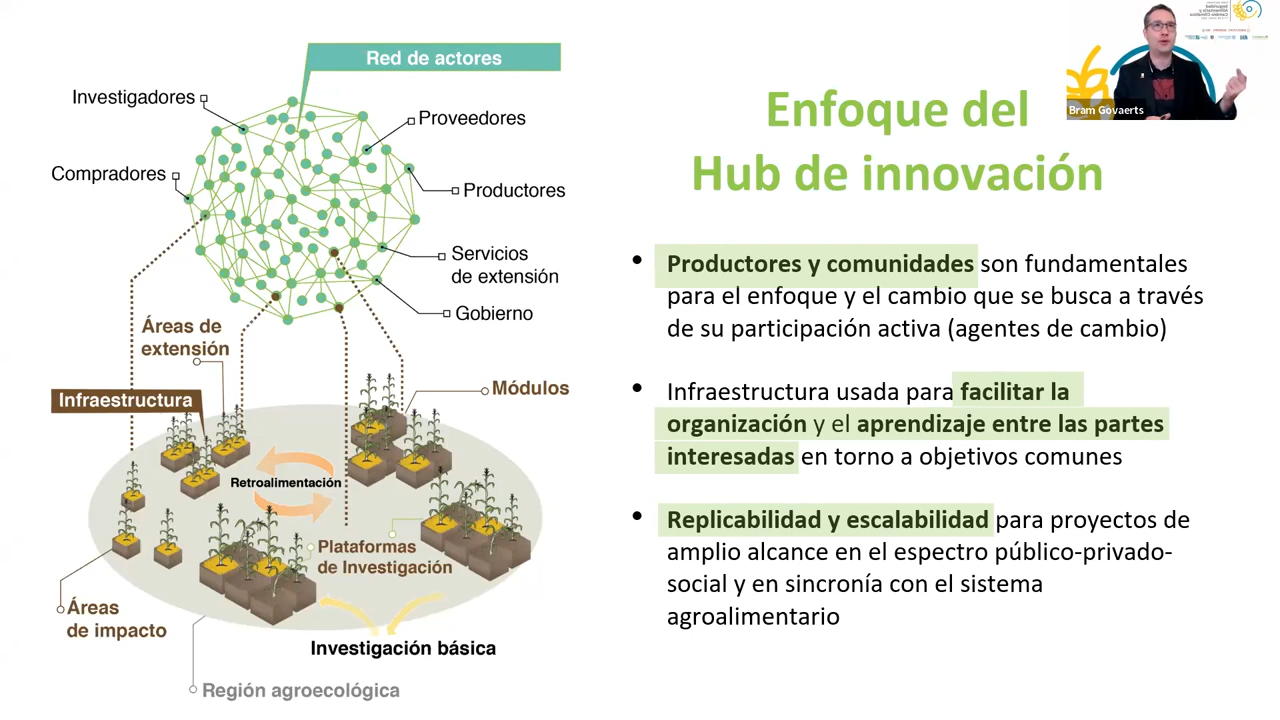 Red de actores
Investigadores
Proveedores
Compradores
Productores
Servicios
de extensión
Gobierno
Áreas de
extensión
Infraestructura
Módulos
Retroalimentación
Plataformas
de Investigación
Áreas
de impacto
Investigación básica
Región agroecológica
Bram Govaerts
Enfoque del
Hub de innovación
• Productores y comunidades son fundamentales
para el enfoque y el cambio que se busca a través
de su participación activa (agentes de cambio)
• Infraestructura usada para facilitar la
organización y el aprendizaje entre las partes
interesadas en torno a objetivos comunes
• Replicabilidad y escalabilidad para proyectos de
amplio alcance en el espectro público-privado-
social y en sincronía con el sistema
agroalimentario